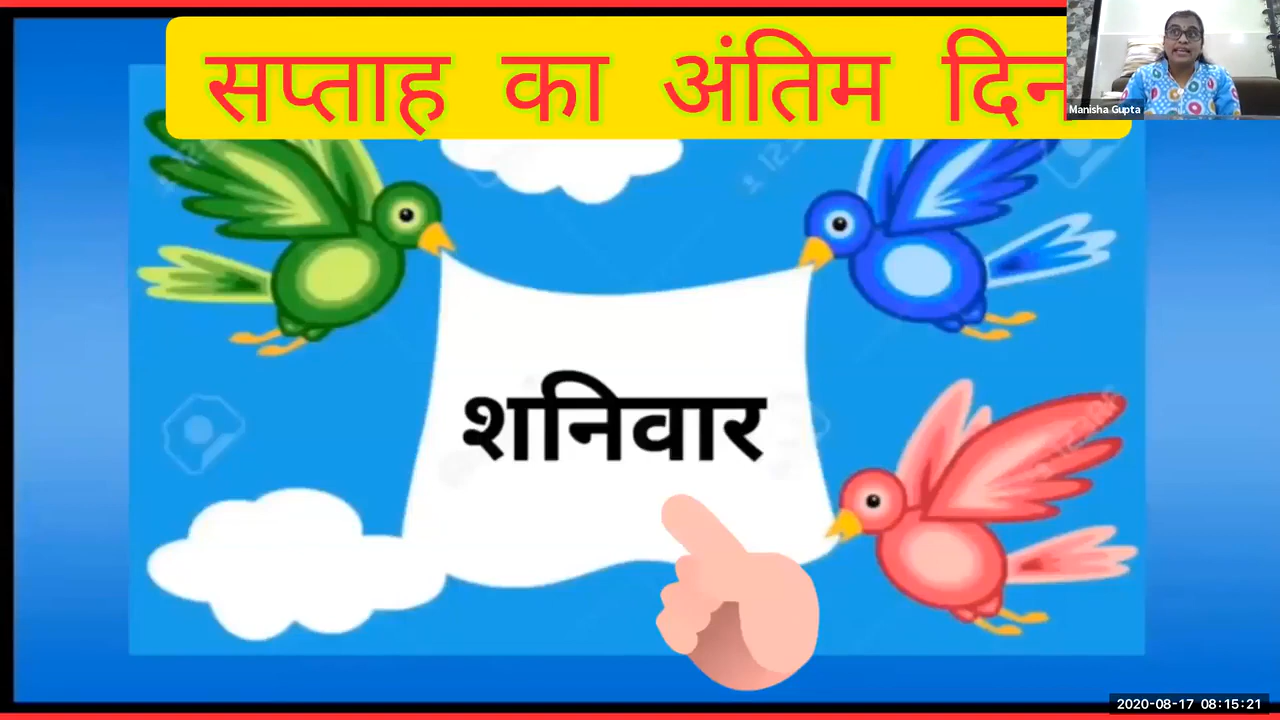 सप्ताह का अंतिम दिन
Manisha Gupta
शनिवार
2020-08-17 08:15:21